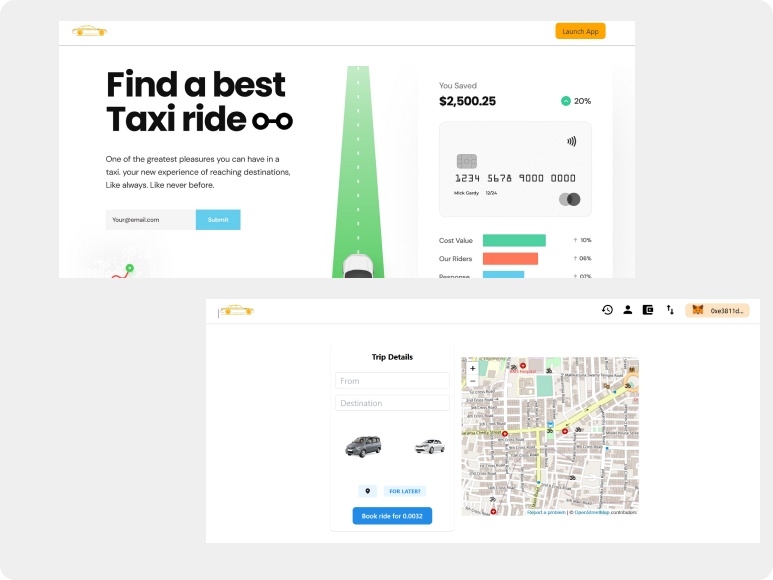 Launch App
Find a best
Taxi ride
One of the greatest pleasures you can have in a
taxi. your new experience of reaching destinations,
Like always. Like never before.
Your@email.com
Submit
You Saved
$2,500.25
20%
1234 5678 9000 0000
Mick Gardy 12/24
Cost Value
↑ 10%
Our Riders
↑ 06%
Response
↑ 02%
0xe3811d...
Trip Details
From
Destination
FOR LATER?
Book ride for 0.0032
+
−
Report a problem | © OpenStreetMap contributors